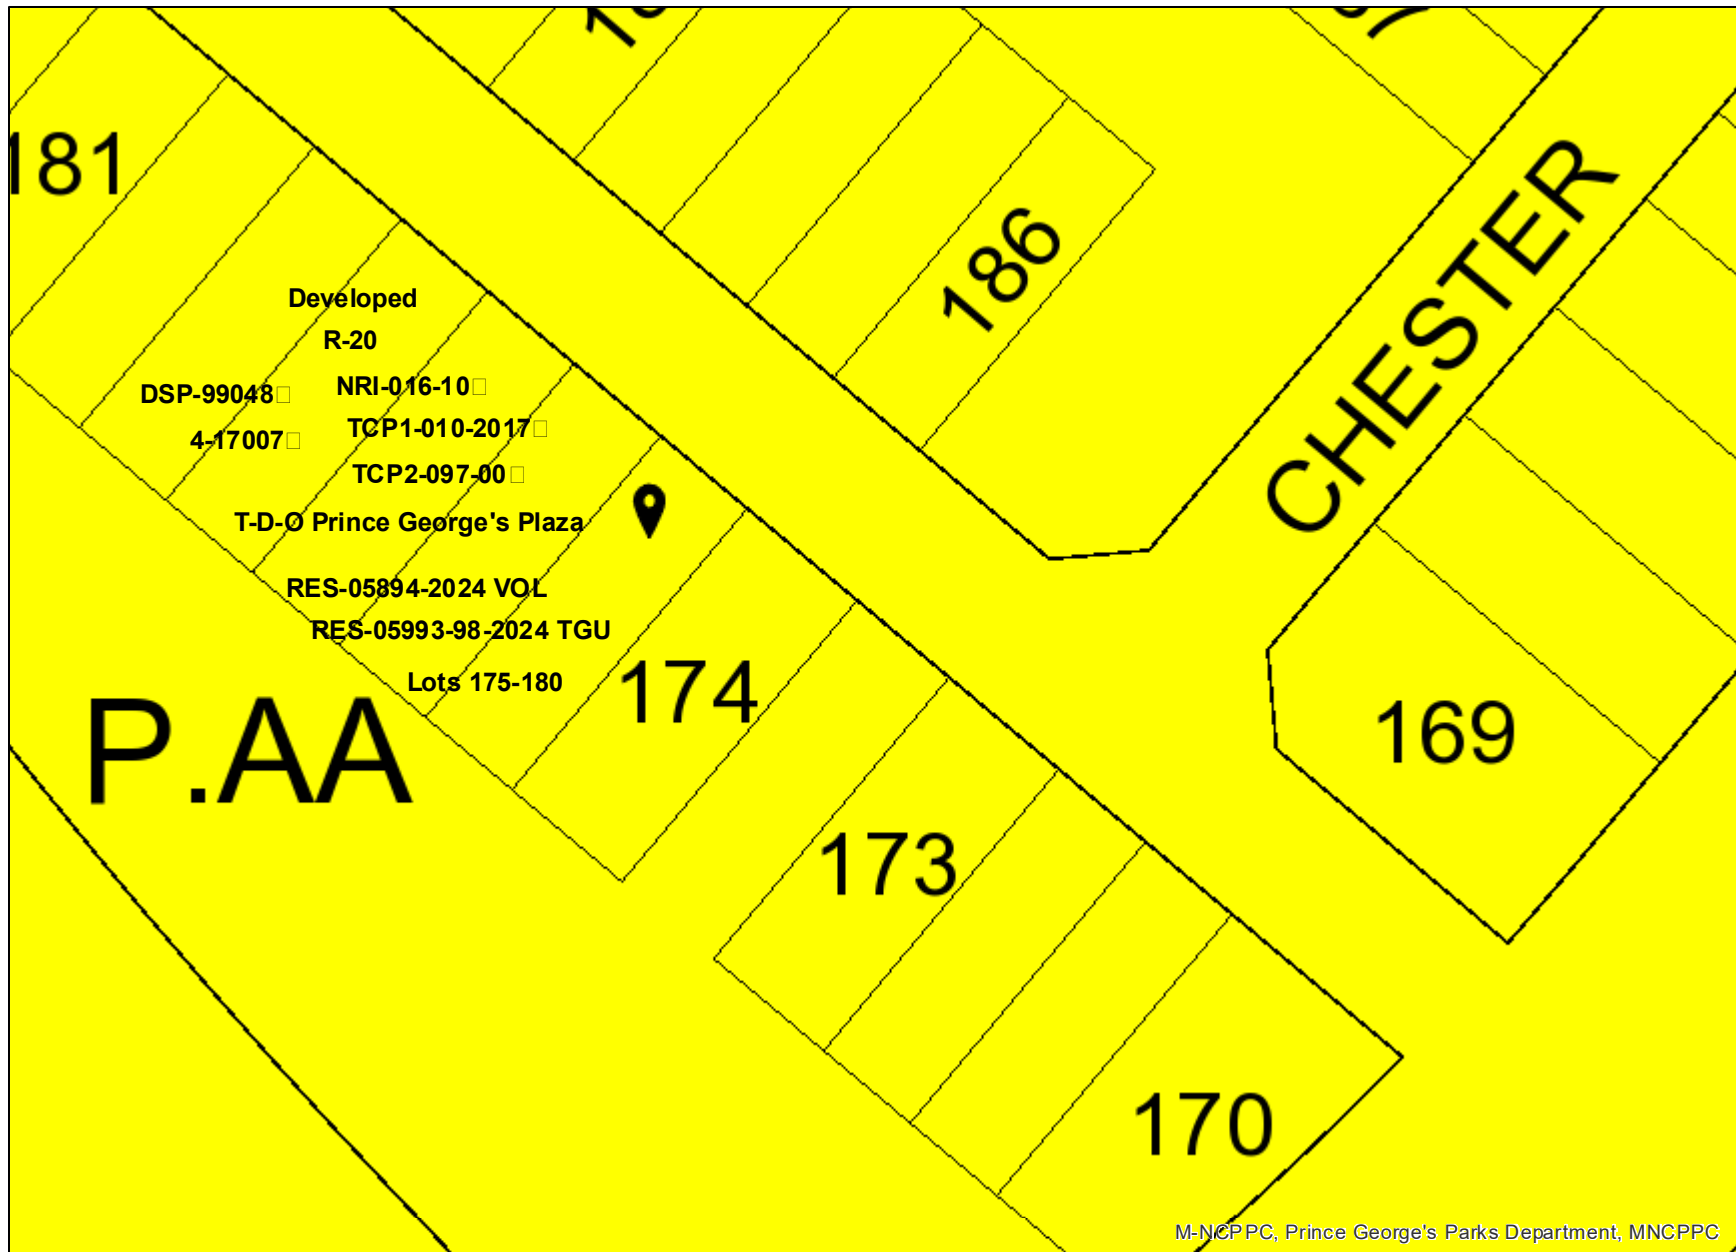 181
186
CHESTER
Developed
R-20
DSP-99048
NRI-016-10
4-17007
TCP1-010-2017
TCP2-097-00
T-D-O Prince George's Plaza
RES-05894-2024 VOL
RES-05993-98-2024 TGU
Lots 175-180
174
P.AA
169
173
170
M-NCPPC, Prince George's Parks Department, MNCPPC